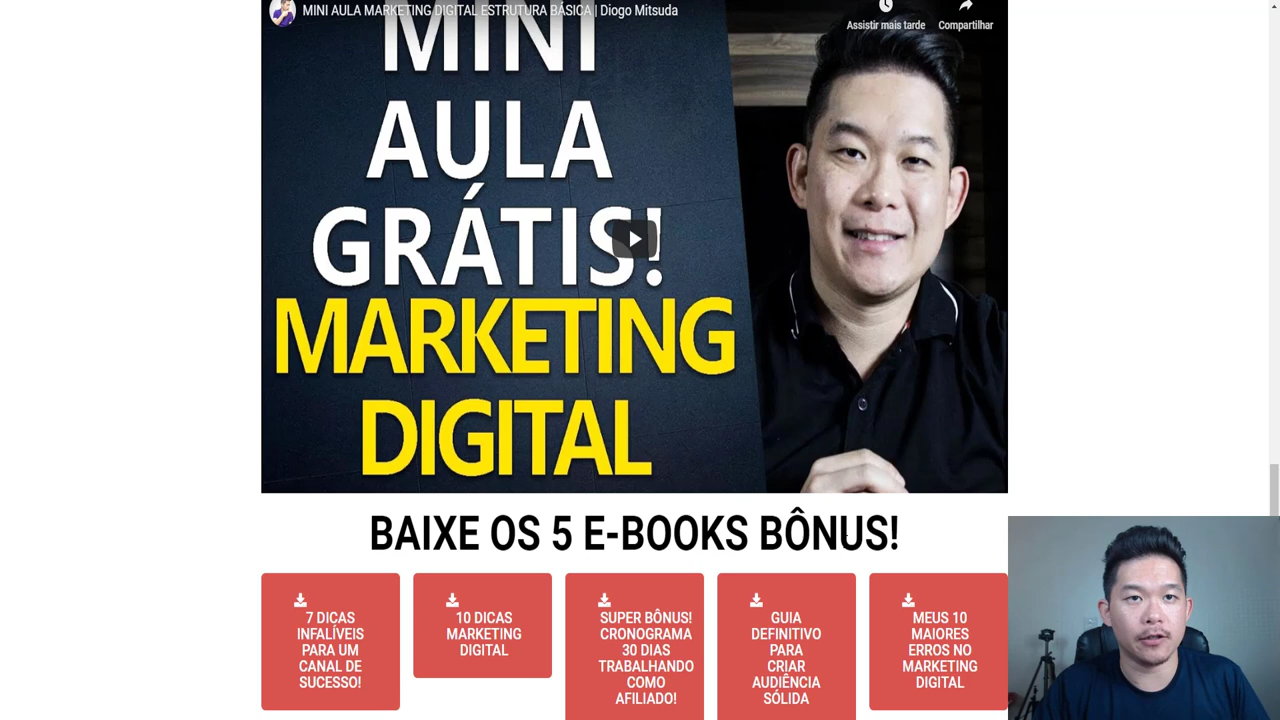 MINI AULA MARKETING DIGITAL ESTRUTURA BÁSICA | Diogo Mitsuda
Assistir mais tarde
Compartilhar
MINI
AULA
GRÁTIS!
MARKETING
DIGITAL
BAIXE OS 5 E-BOOKS BÔNUS!
7 DICAS
INFALÍVEIS
PARA UM
CANAL DE
SUCESSO!
10 DICAS
MARKETING
DIGITAL
SUPER BÔNUS!
CRONOGRAMA
30 DIAS
TRABALHANDO
COMO
AFILIADO!
GUIA
DEFINITIVO
PARA
CRIAR
AUDIÊNCIA
SÓLIDA
MEUS 10
MAIORES
ERROS NO
MARKETING
DIGITAL